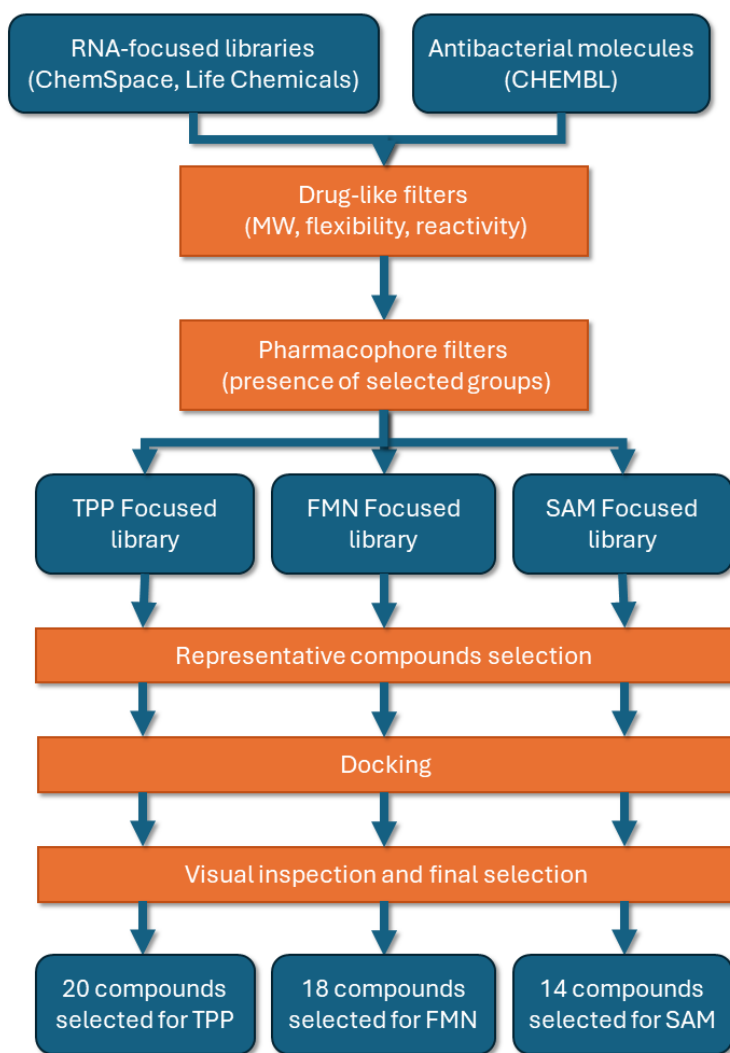 RNA-focused libraries
(ChemSpace, Life Chemicals)
Antibacterial molecules
(CHEMBL)
Drug-like filters
(MW, flexibility, reactivity)
Pharmacophore filters
(presence of selected groups)
TPP Focused
library
FMN Focused
library
SAM Focused
library
Representative compounds selection
Docking
Visual inspection and final selection
20 compounds
selected for TPP
18 compounds
selected for FMN
14 compounds
selected for SAM